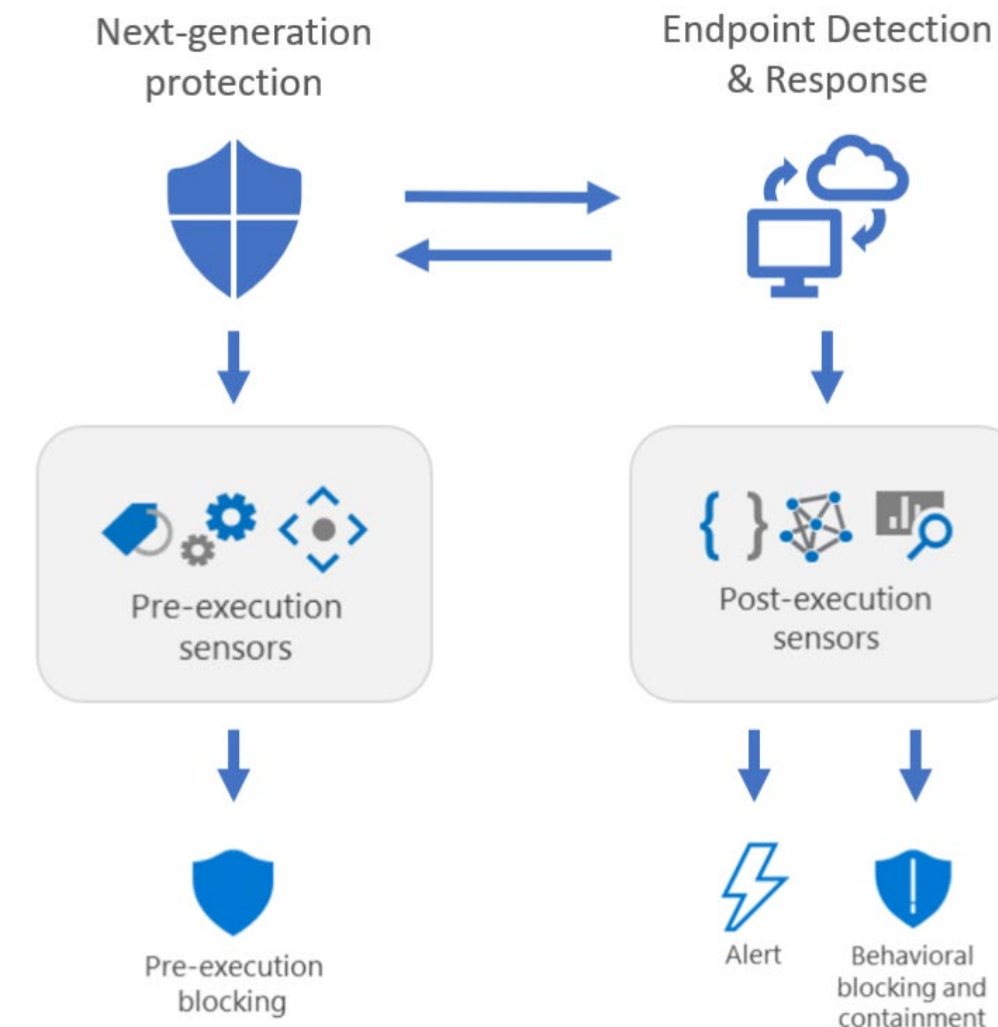 Next-generation
protection
Endpoint Detection
& Response
Pre-execution
sensors
Post-execution
sensors
Pre-execution
blocking
Alert
Behavioral
blocking and
containment